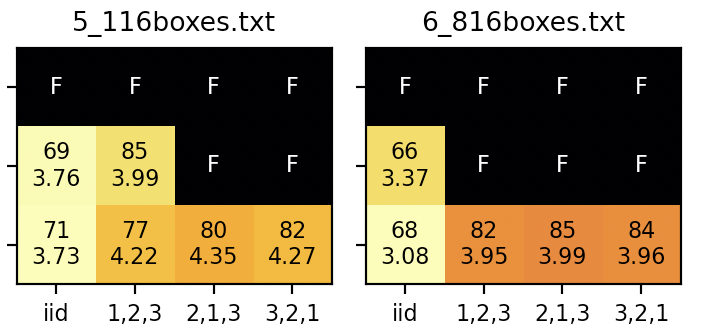 5_116boxes.txt 6_816boxes.txt
F F F F F F F F
69 85 F F 66 F F F
3.76 3.99 3.37
71 77 80 82 68 82 85 84
3.73 4.22 4.35 4.27 3.08 3.95 3.99 3.96
iid 1,2,3 2,1,3 3,2,1 iid 1,2,3 2,1,3 3,2,1